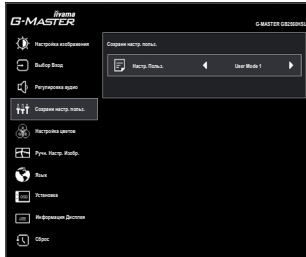 iiyama
G-MASTER
G-MASTER GB2560HSU
Настройка изображения
Сохрани настр. польз.
Выбор Вход
Настр. Польз.
User Mode 1
Регулировка аудио
Сохрани настр. польз.
Настройка цветов
Ручн. Настр. Изобр.
Язык
OSD
Установка
Информация Дисплея
Сброс